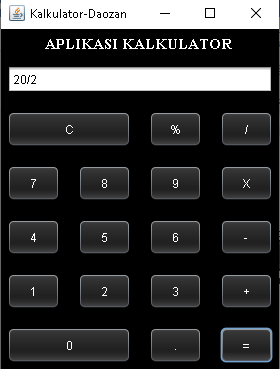 Kalkulator-Daozan
APLIKASI KALKULATOR
20/2
C % /
7 8 9 X
4 5 6 -
1 2 3 +
0 . =